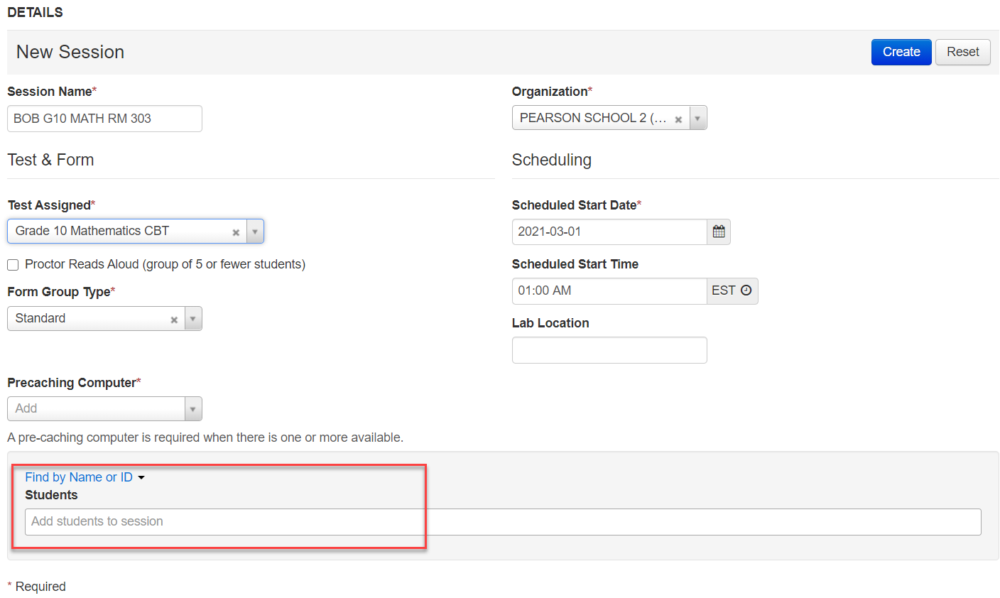 DETAILS
New Session
Create
Reset
Session Name*
BOB G10 MATH RM 303
Organization*
PEARSON SCHOOL 2 (...
Test & Form
Scheduling
Test Assigned*
Grade 10 Mathematics CBT
Proctor Reads Aloud (group of 5 or fewer students)
Form Group Type*
Standard
Scheduled Start Date*
2021-03-01
Scheduled Start Time
01:00 AM
EST
Lab Location
Precaching Computer*
Add
A pre-caching computer is required when there is one or more available.
Find by Name or ID
Students
Add students to session
* Required